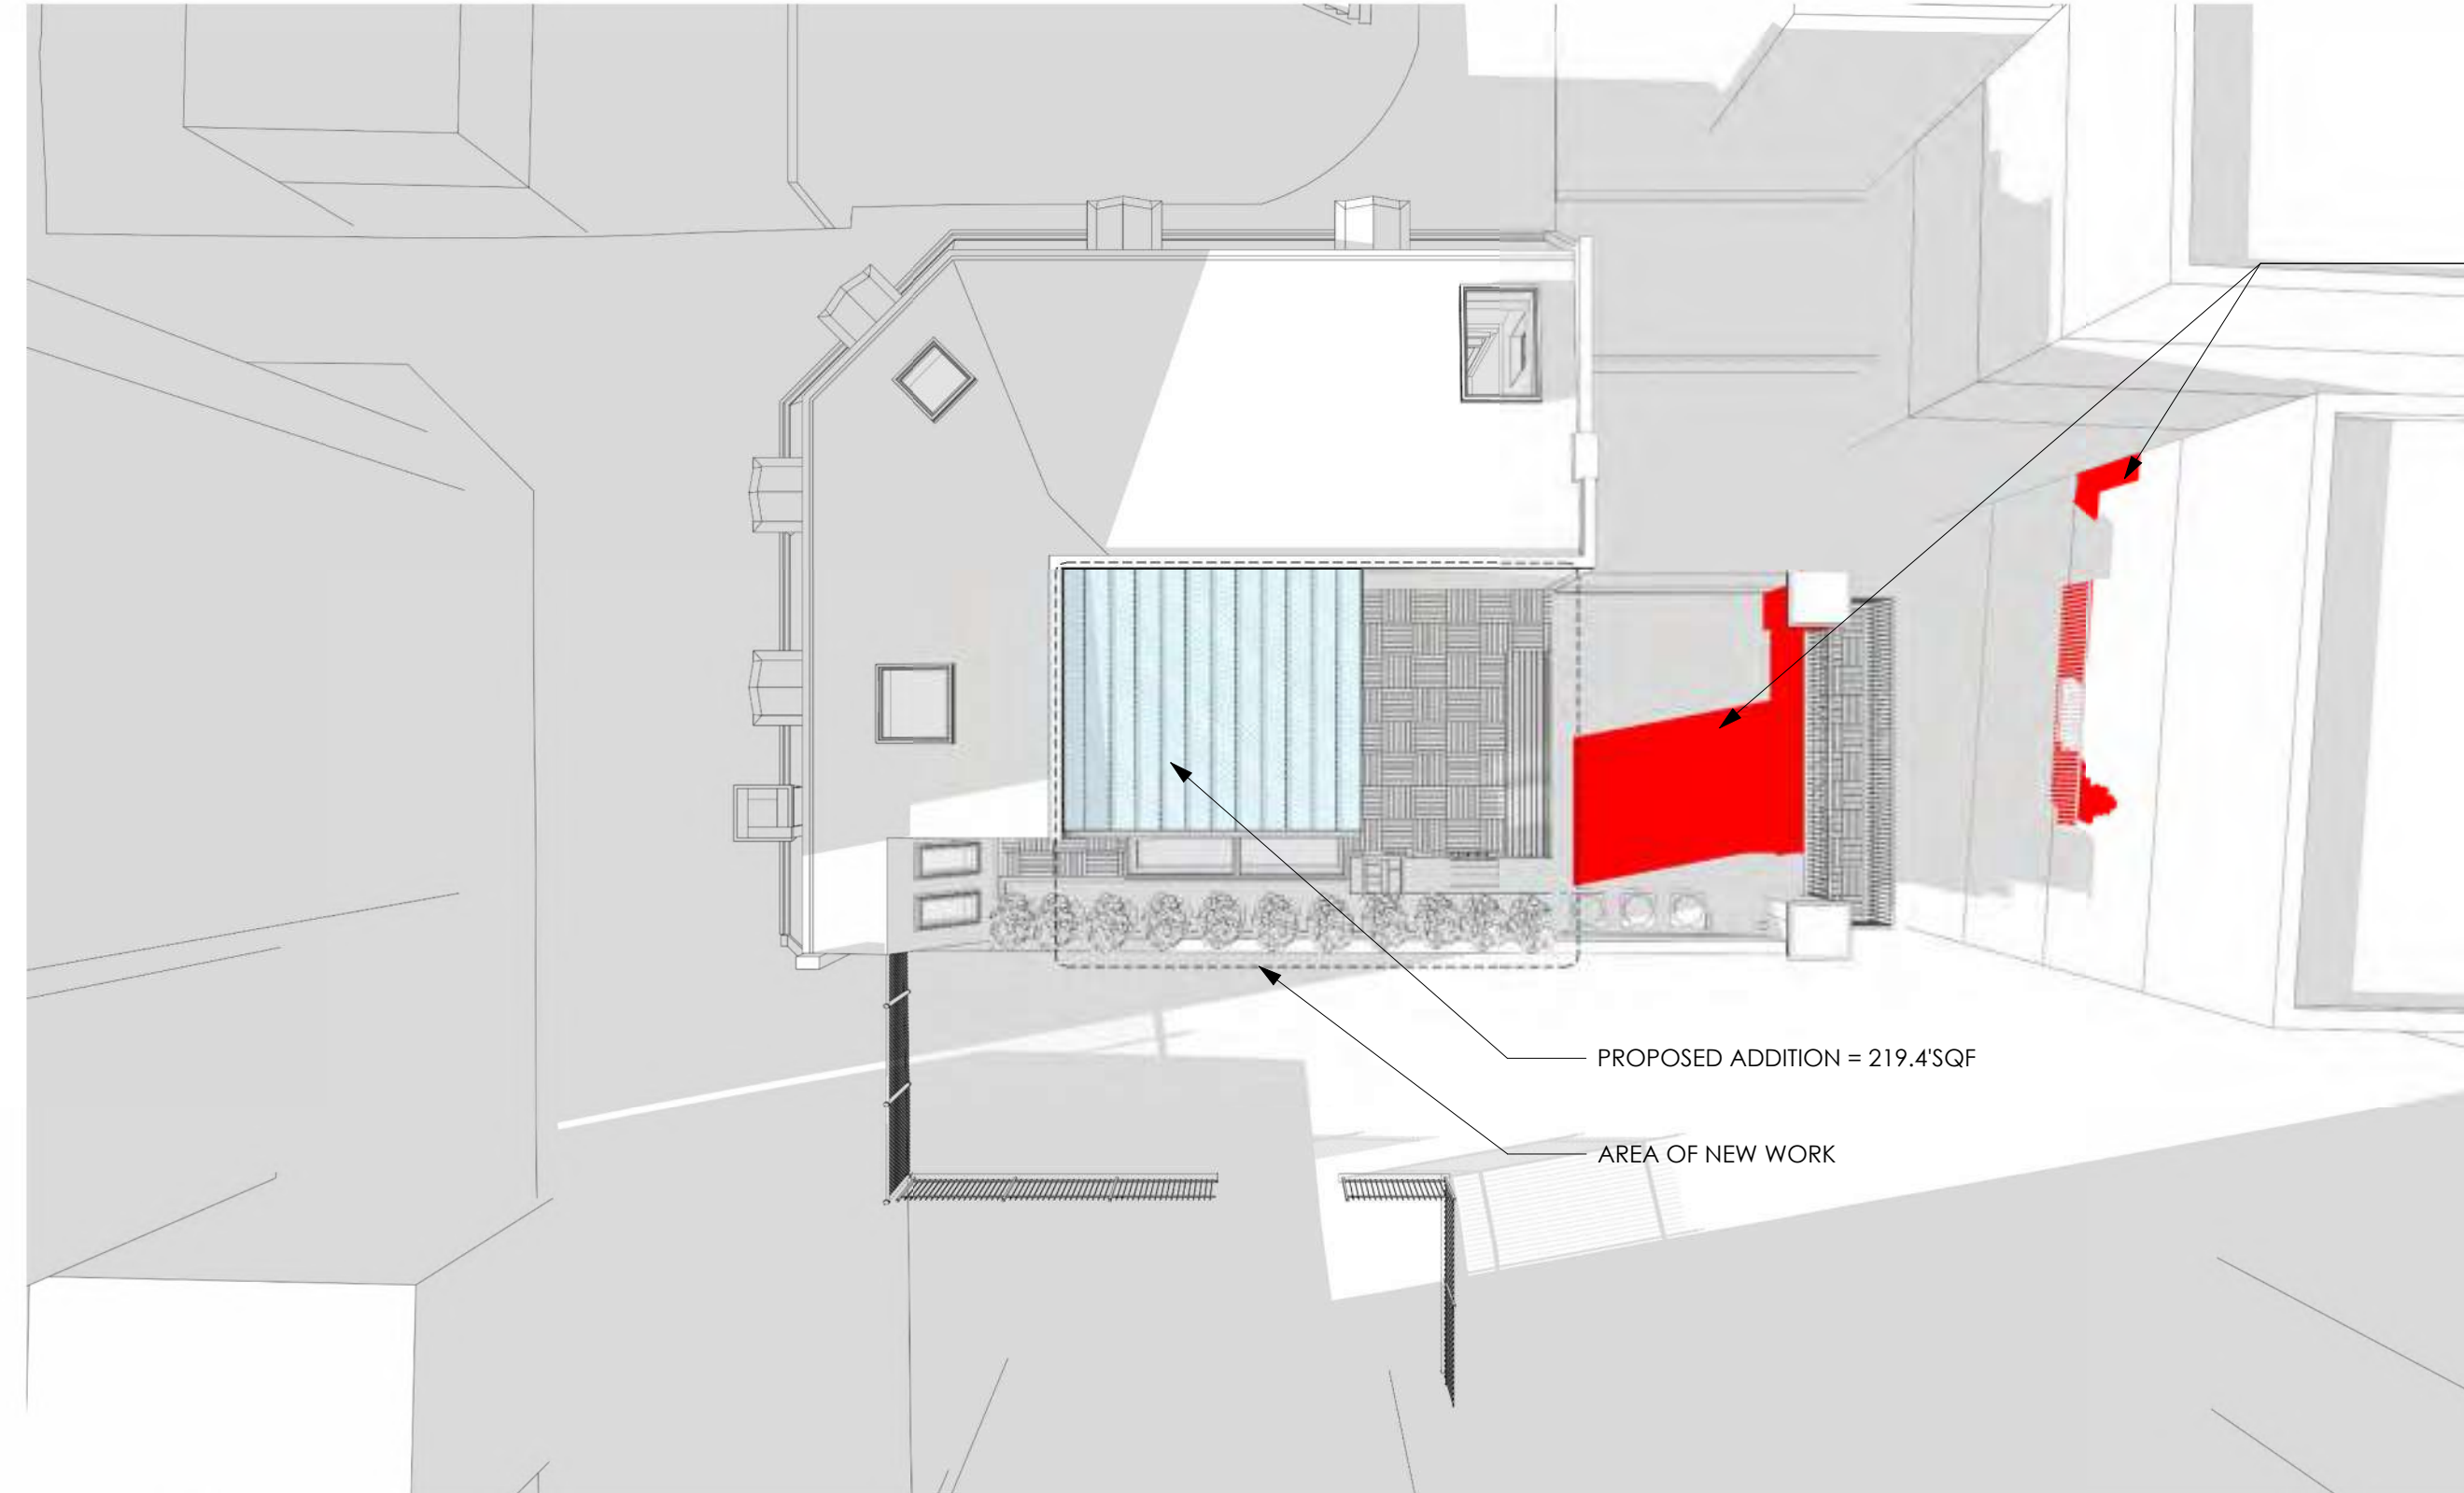 PROPOSED ADDITION = 219.4'SQF
AREA OF NEW WORK